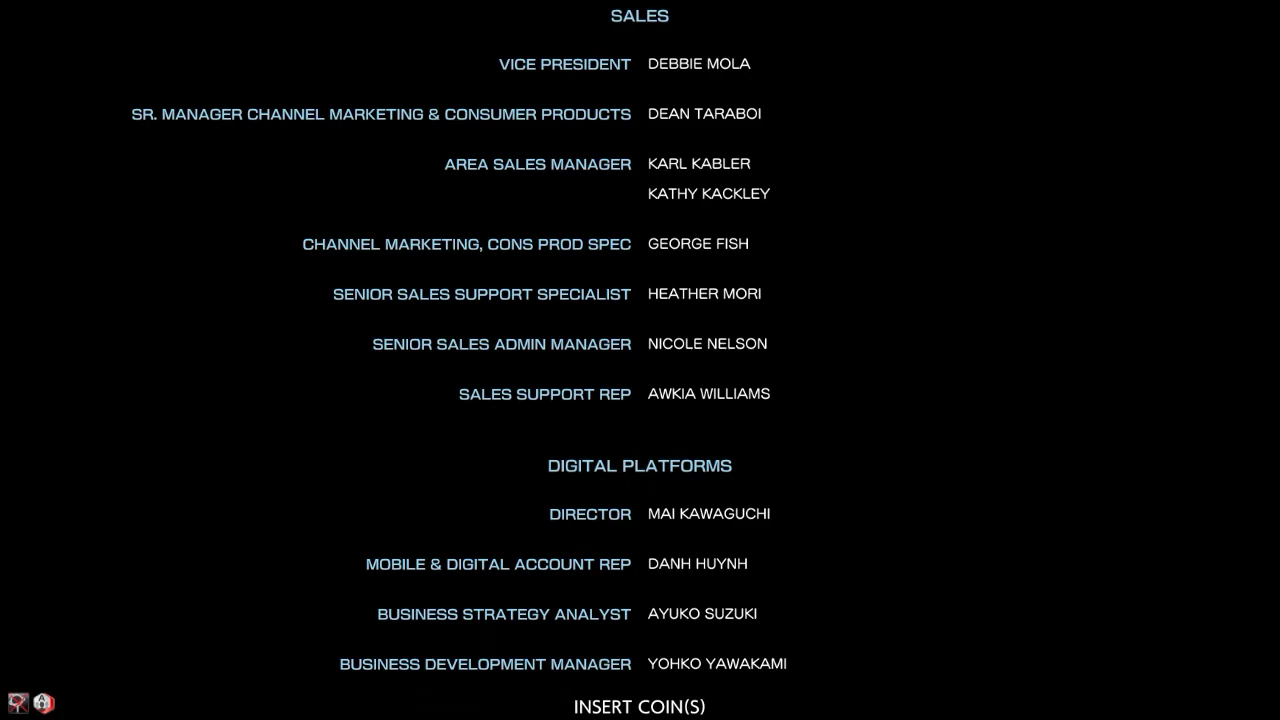 SALES
VICE PRESIDENT DEBBIE MOLA
SR. MANAGER CHANNEL MARKETING & CONSUMER PRODUCTS DEAN TARABOI
AREA SALES MANAGER KARL KABLER
KATHY KACKLEY
CHANNEL MARKETING, CONS PROD SPEC GEORGE FISH
SENIOR SALES SUPPORT SPECIALIST HEATHER MORI
SENIOR SALES ADMIN MANAGER NICOLE NELSON
SALES SUPPORT REP AWKIA WILLIAMS
DIGITAL PLATFORMS
DIRECTOR MAI KAWAGUCHI
MOBILE & DIGITAL ACCOUNT REP DANH HUYNH
BUSINESS STRATEGY ANALYST AYUKO SUZUKI
BUSINESS DEVELOPMENT MANAGER YOHKO YAWAKAMI
INSERT COIN(S)